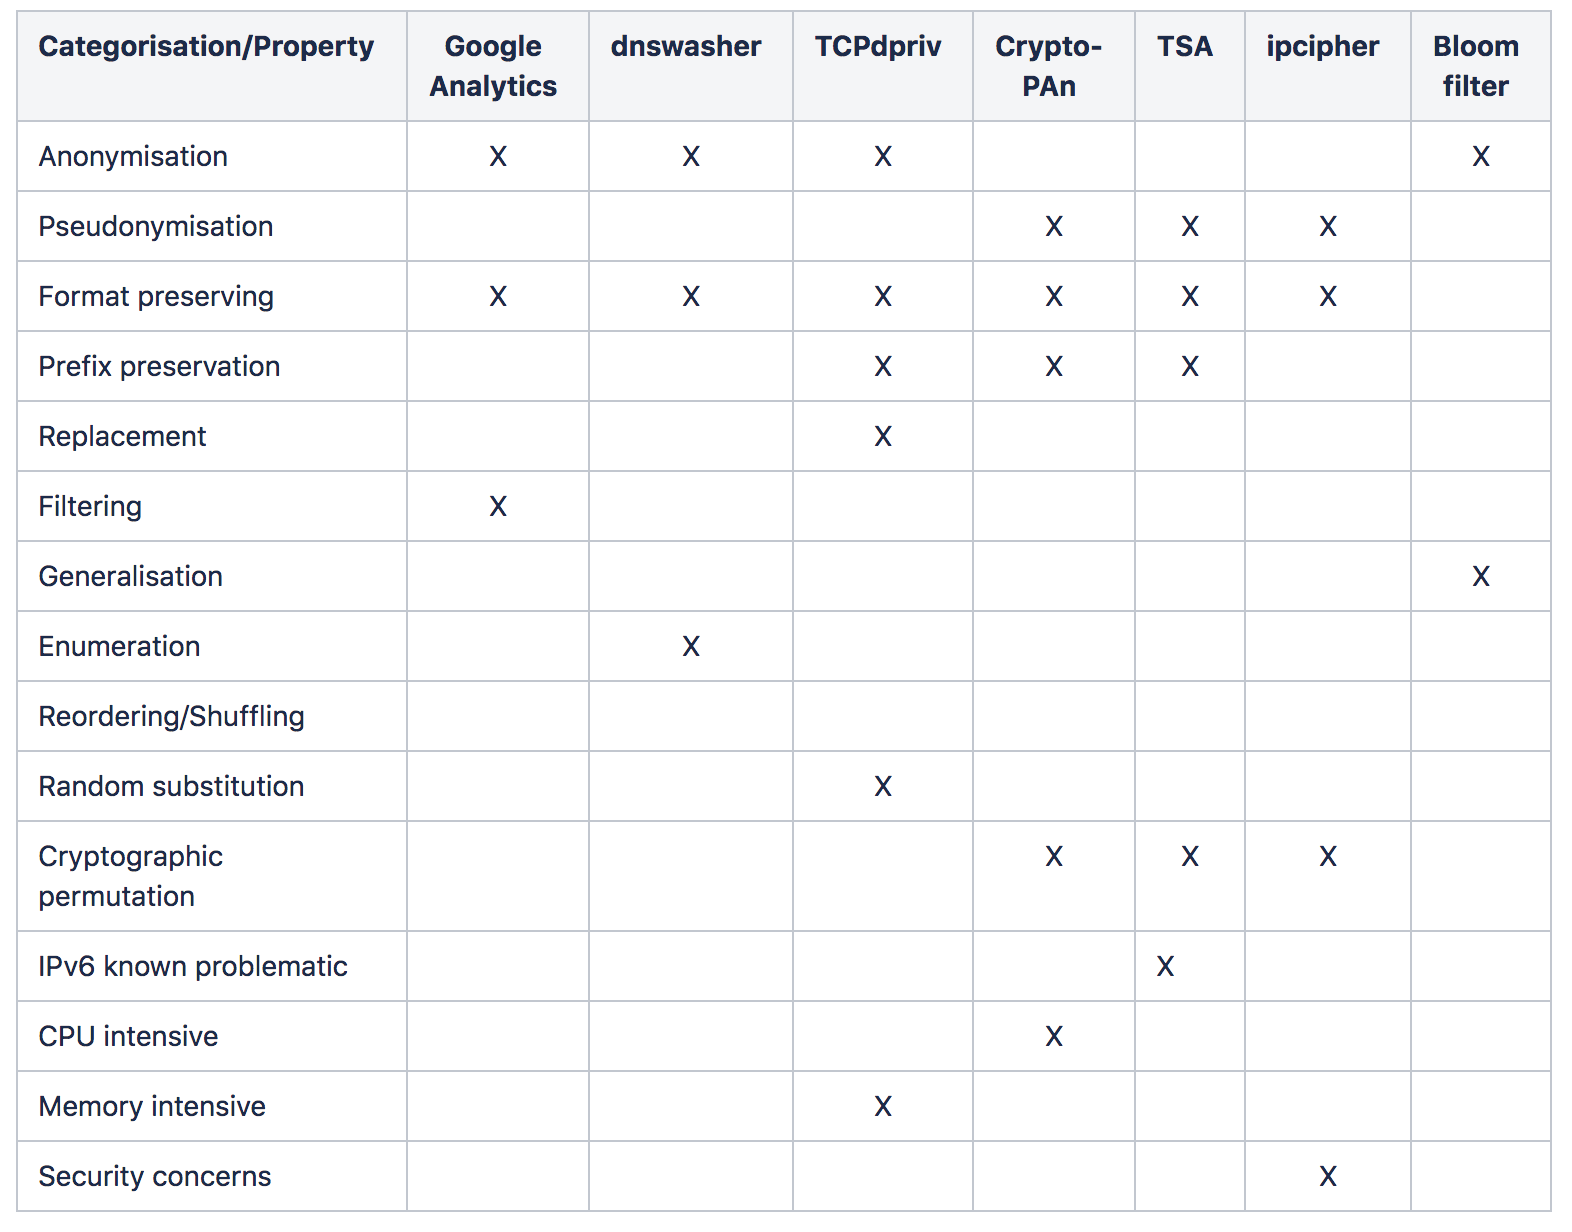 Categorisation/Property Google Analytics dnswasher TCPdpriv Crypto-PAn TSA ipcipher Bloom filter
Anonymisation X X X X
Pseudonymisation X X X
Format preserving X X X X X X
Prefix preservation X X X
Replacement X
Filtering X
Generalisation X
Enumeration X
Reordering/Shuffling
Random substitution X
Cryptographic permutation X X X
IPv6 known problematic X
CPU intensive X
Memory intensive X
Security concerns X